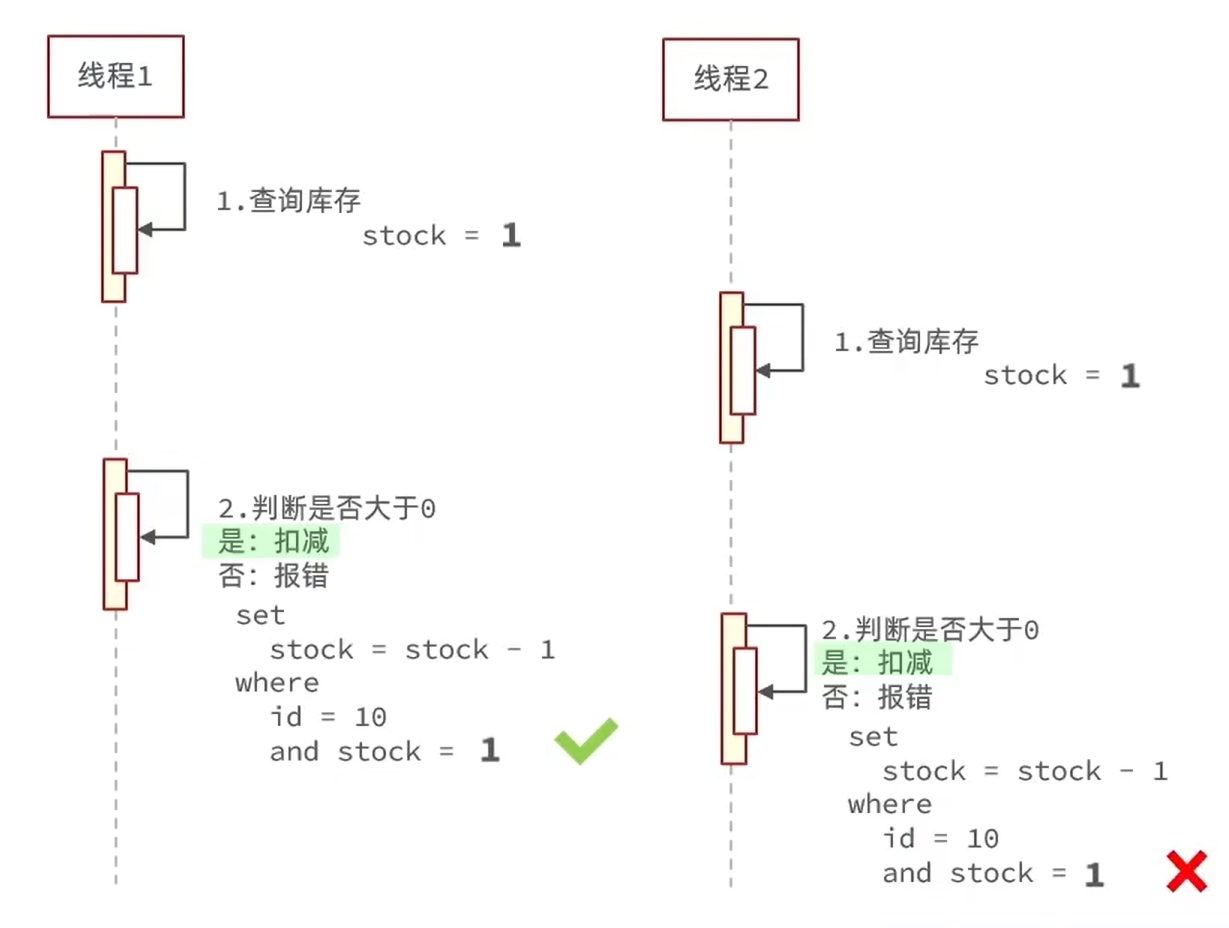 线程1
1.查询库存
stock = 1
2.判断是否大于0
是: 扣减
否: 报错
set
stock = stock - 1
where
id = 10
and stock = 1
线程2
1.查询库存
stock = 1
2.判断是否大于0
是: 扣减
否: 报错
set
stock = stock - 1
where
id = 10
and stock = 1